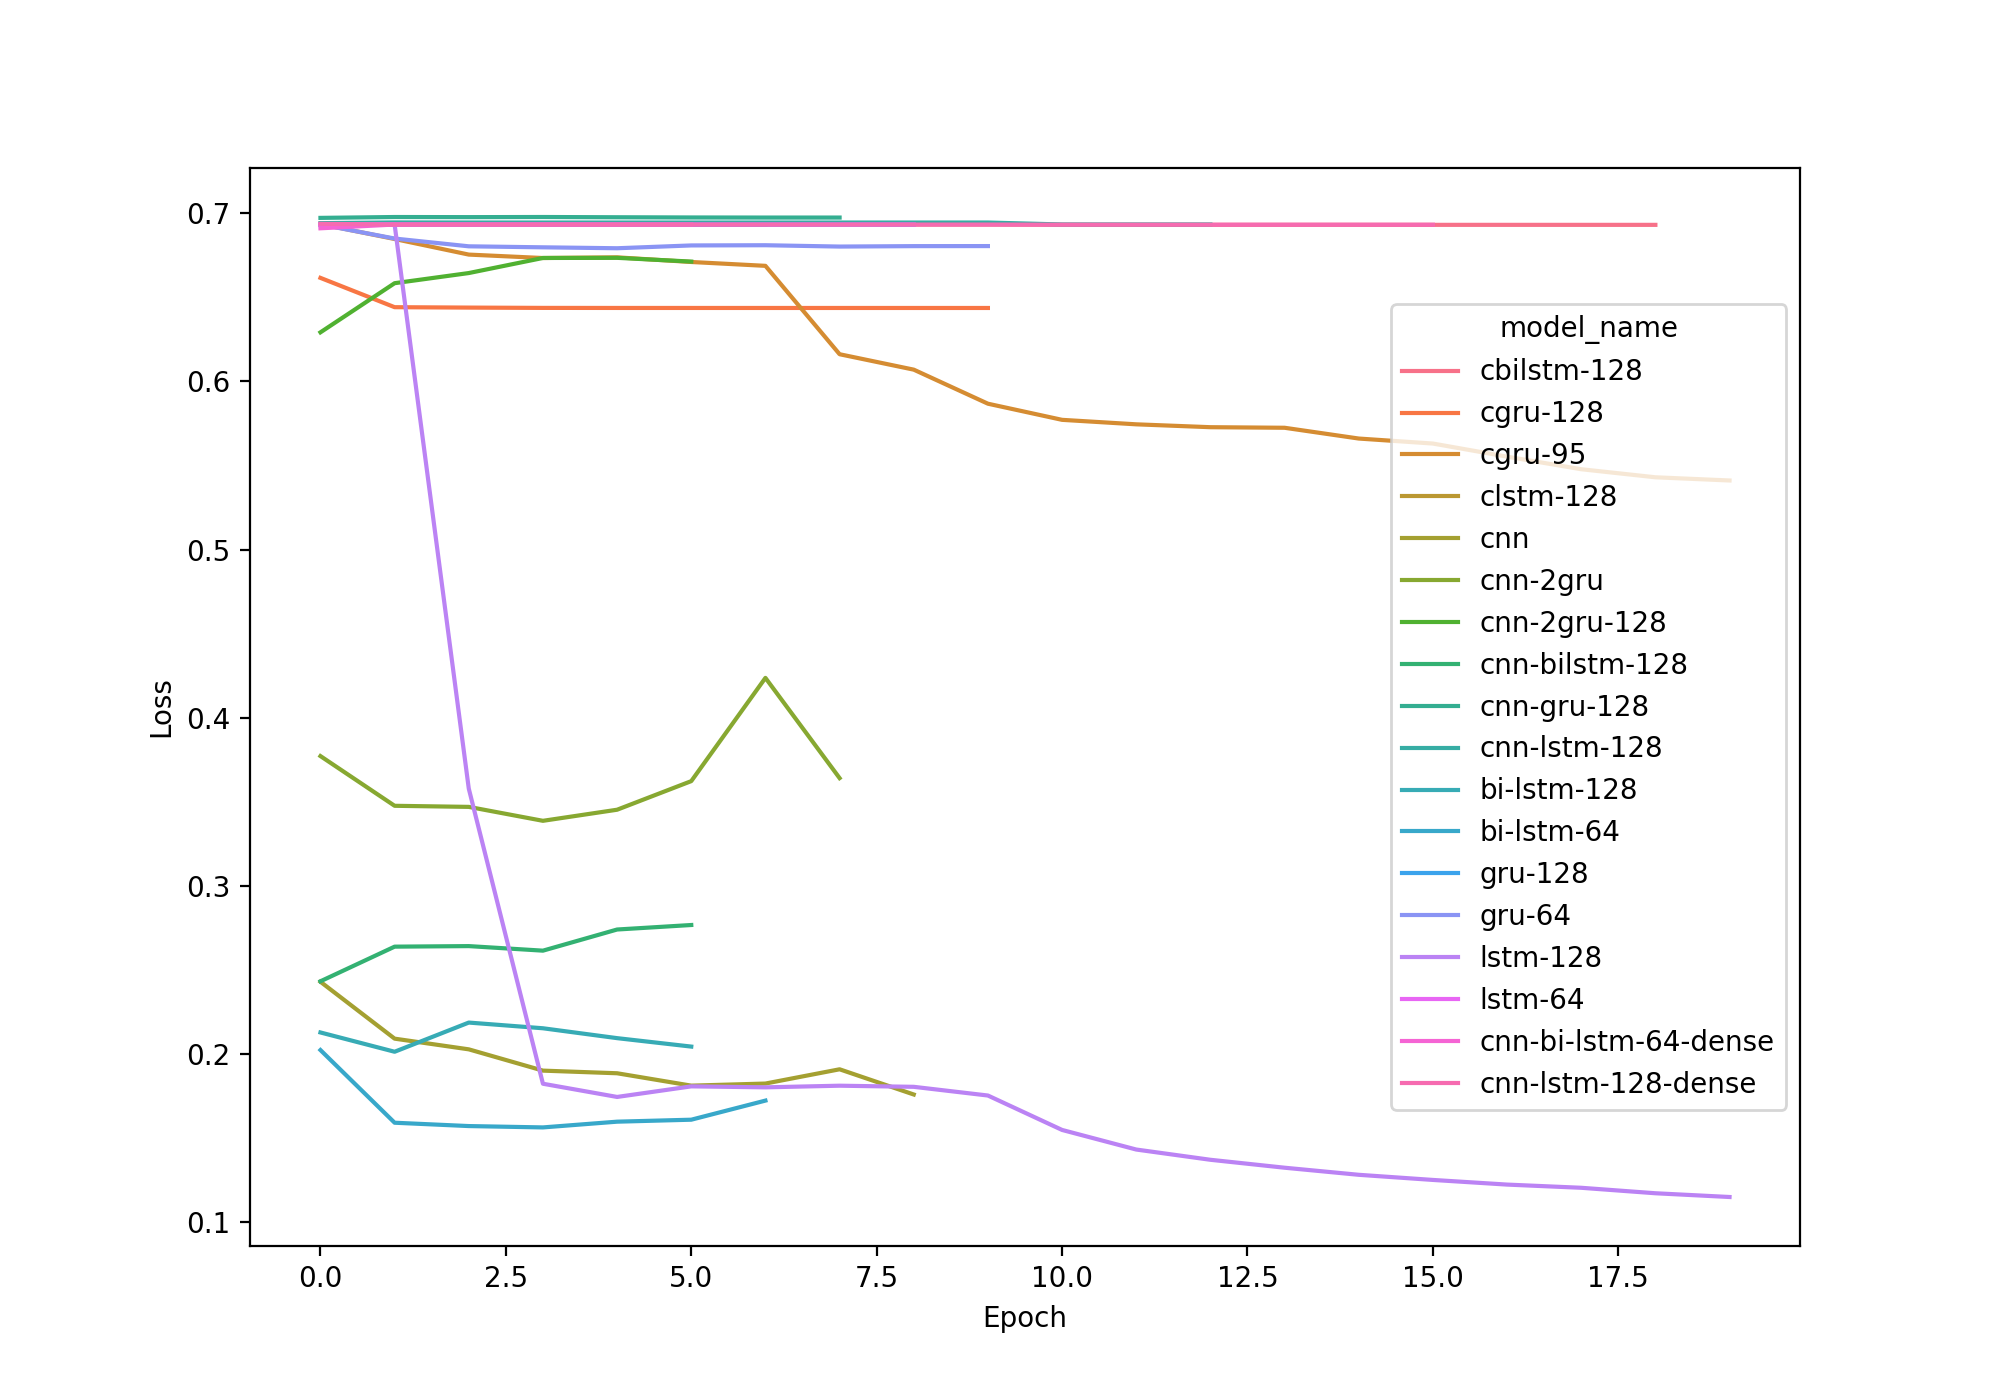 0.7
0.6
0.5
0.4
0.3
0.2
0.1
Loss
0.0 2.5 5.0 7.5 10.0 12.5 15.0 17.5
Epoch
model_name
cbilstm-128
cgru-128
cgru-95
clstm-128
cnn
cnn-2gru
cnn-2gru-128
cnn-bilstm-128
cnn-gru-128
cnn-lstm-128
bi-lstm-128
bi-lstm-64
gru-128
gru-64
lstm-128
lstm-64
cnn-bi-lstm-64-dense
cnn-lstm-128-dense